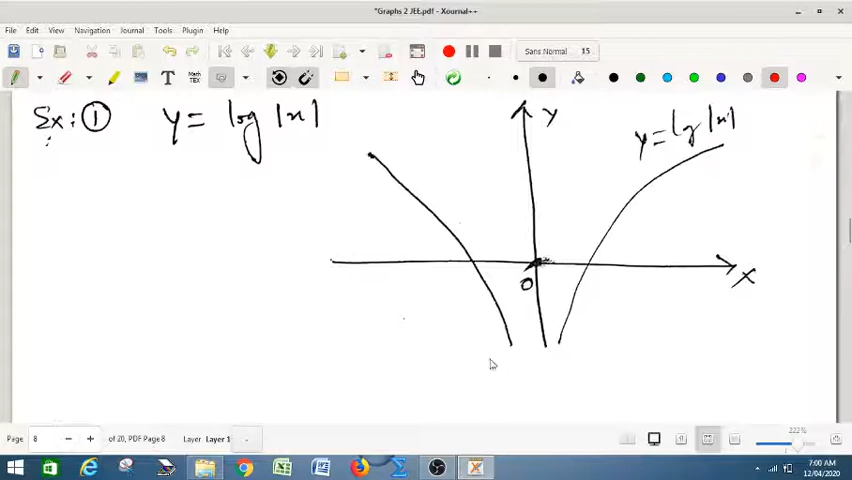 *Graphs 2 JEE.pdf - Xournal++
File Edit View Navigation Journal Tools Plugin Help
Sans Normal 15
TEX
Ex: ① y = log |x|
Y
y = log |x|
O
X
Page 8 of 20, PDF Page 8 Layer: Layer 1
222%
7:00 AM
12/04/2020